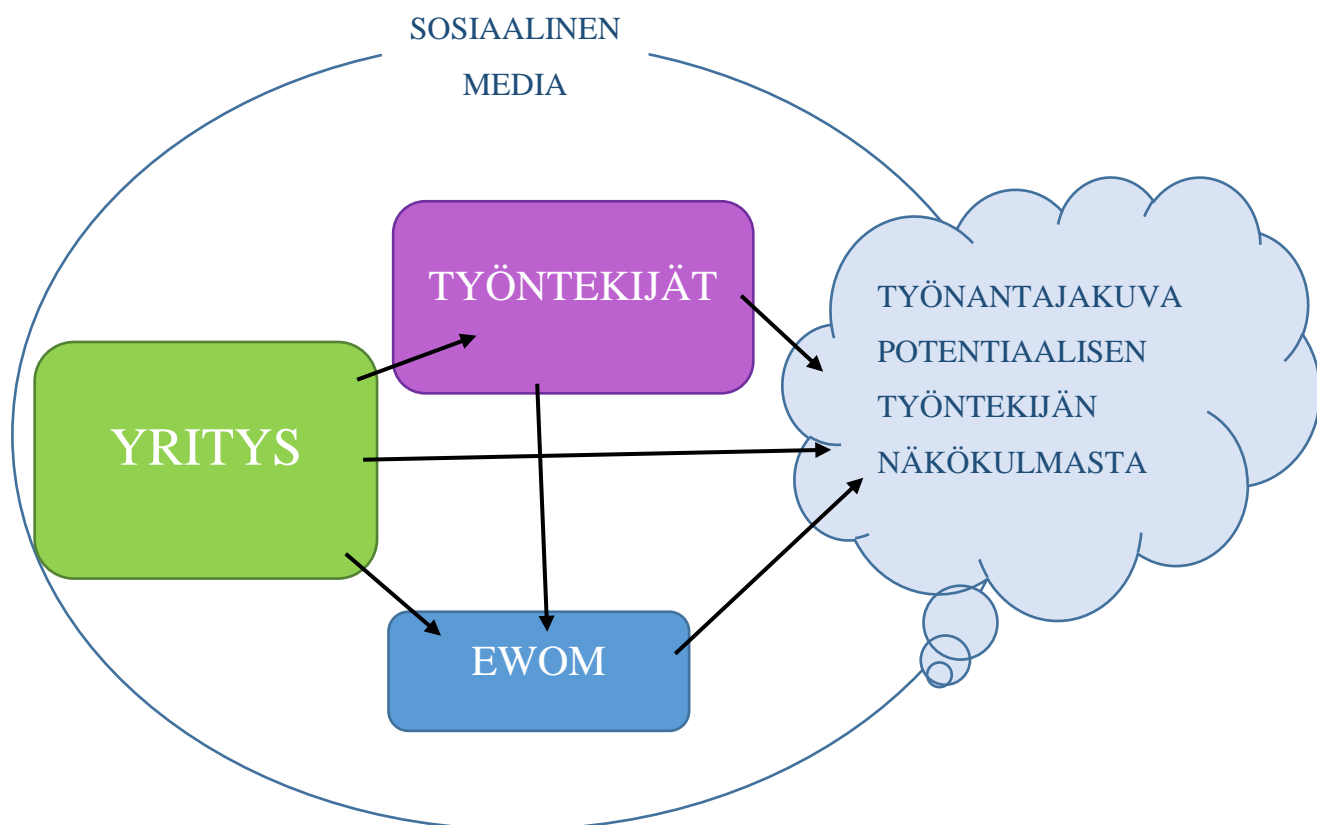 SOSIAALINEN
MEDIA
TYÖNTEKIJÄT
YRITYS
EWOM
TYÖNANTAJAKUVA
POTENTIAALISEN
TYÖNTEKIJÄN
NÄKÖKULMASTA